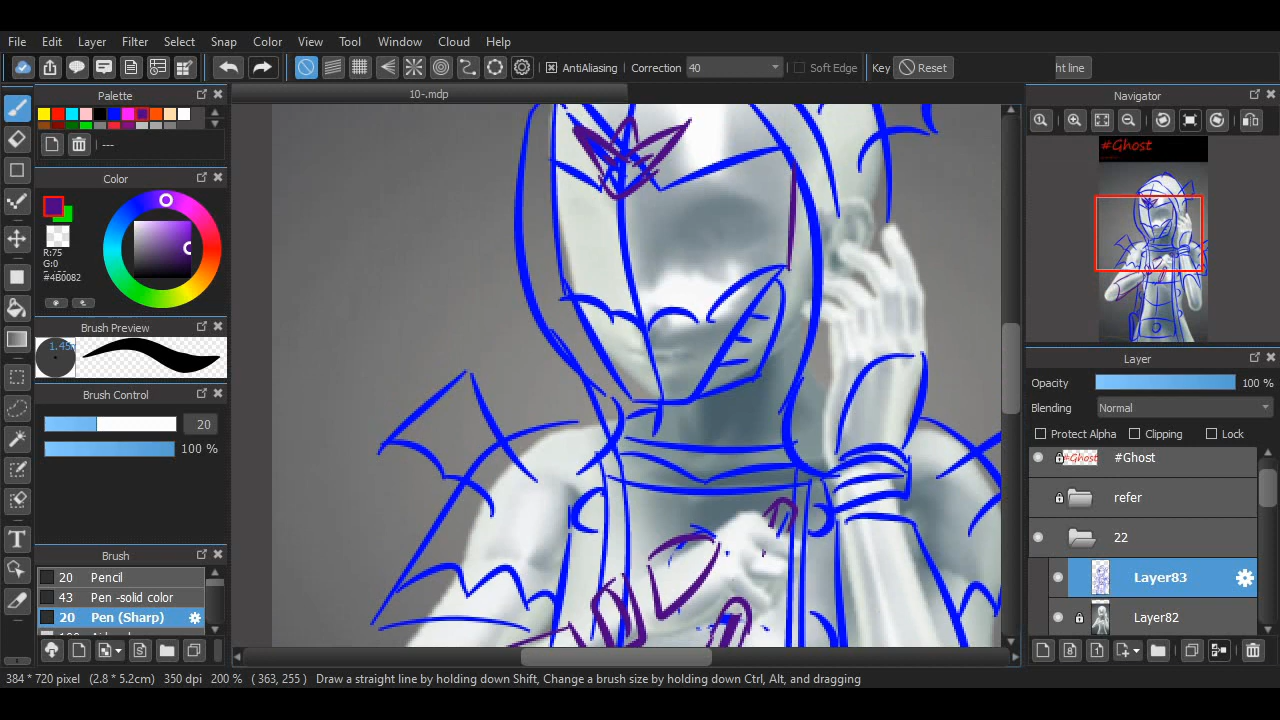 File Edit Layer Filter Select Snap Color View Tool Window Cloud Help
AntiAliasing Correction 40 Soft Edge Key Reset ht line
Palette 10-.mdp Navigator
#Ghost
---
Color
R:75
G:0
#4B0082
Brush Preview
1.45
Brush Control
20
100 %
Brush
20 Pencil
43 Pen -solid color
20 Pen (Sharp)
Layer
Opacity 100 %
Blending Normal
Protect Alpha Clipping Lock
#Ghost #Ghost
refer
22
Layer83
Layer82
384 * 720 pixel (2.8 * 5.2cm) 350 dpi 200 % ( 363, 255 ) Draw a straight line by holding down Shift, Change a brush size by holding down Ctrl, Alt, and dragging